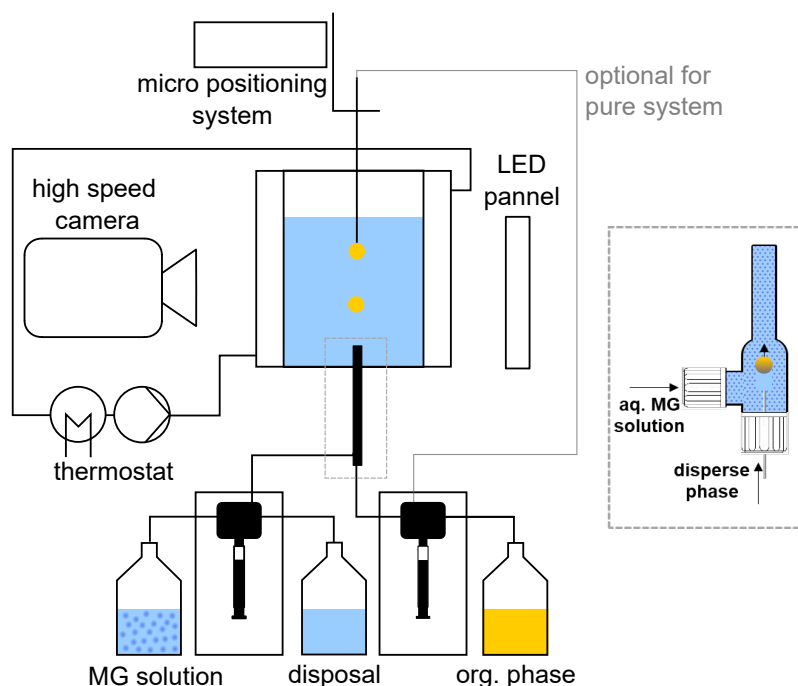 micro positioning
system
optional for
pure system
high speed
camera
LED
pannel
thermostat
aq. MG
solution
disperse
phase
MG solution
disposal
org. phase